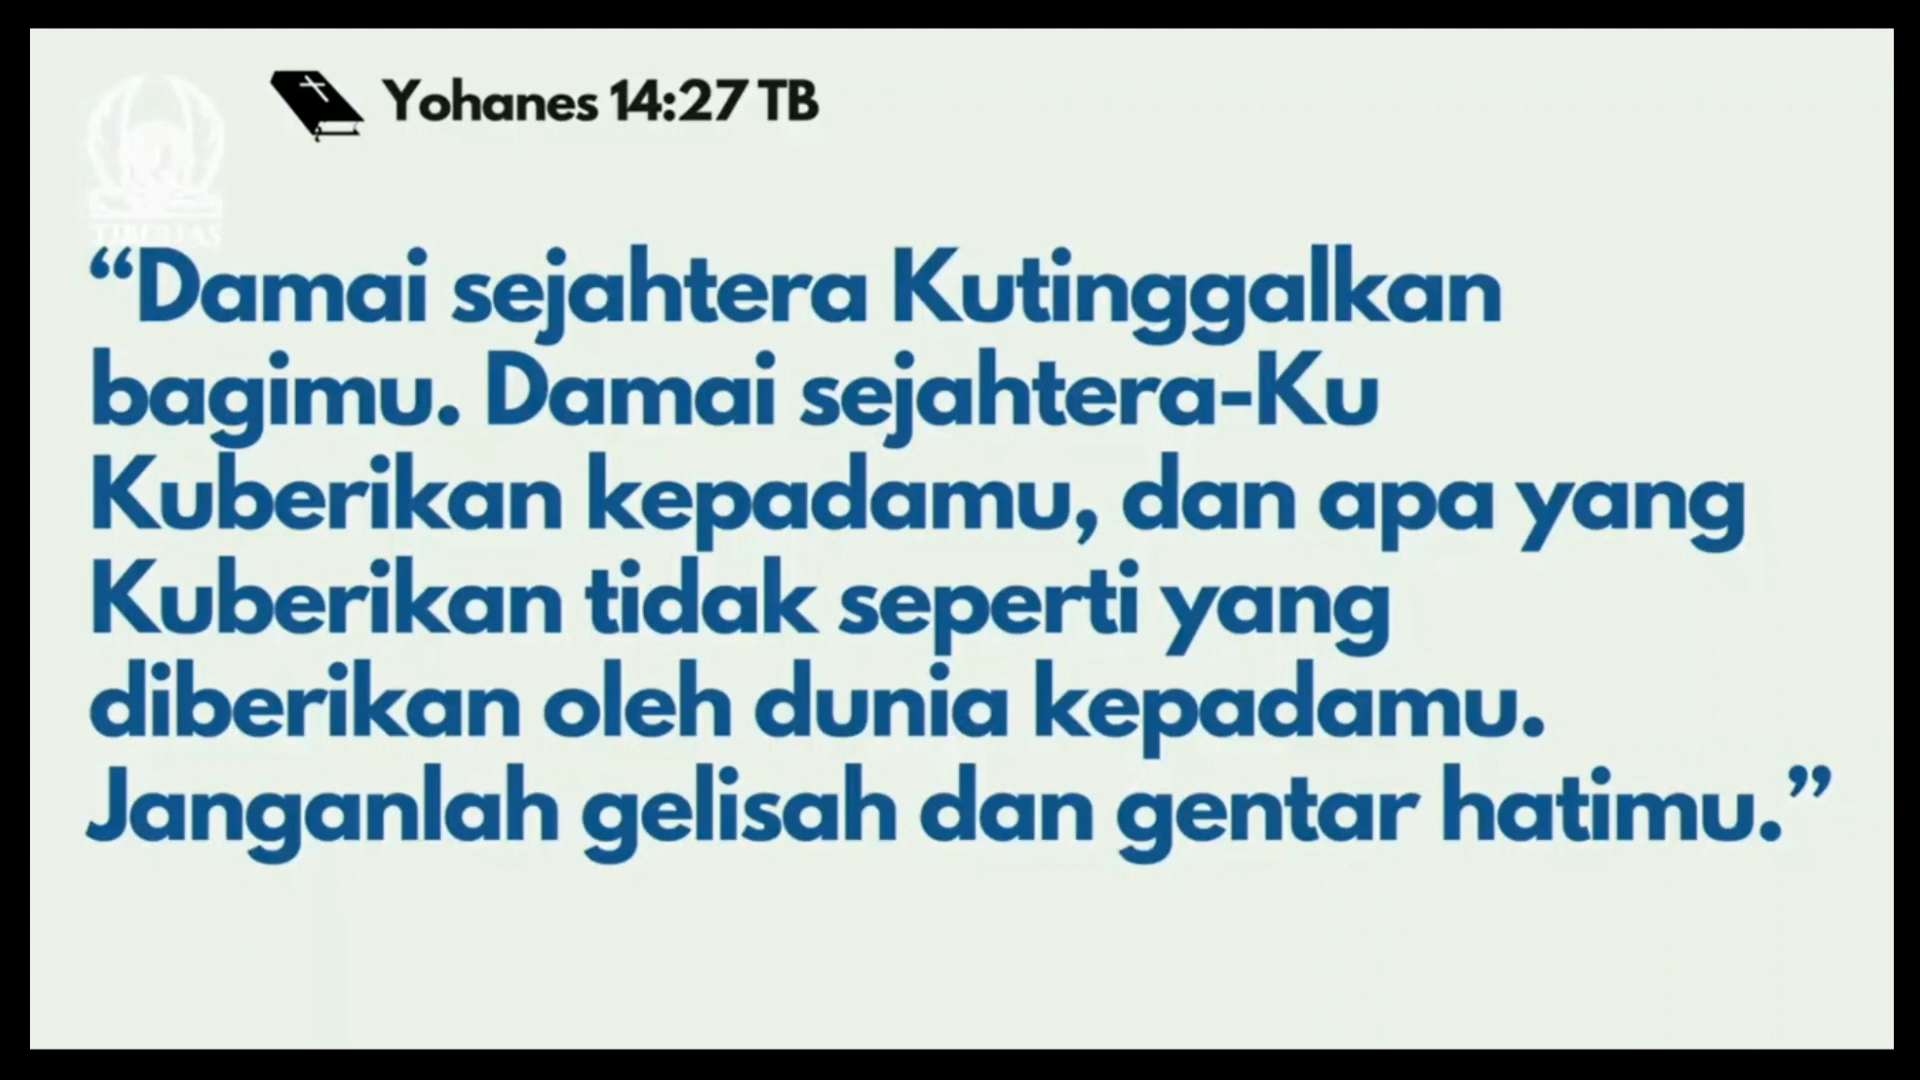 Yohanes 14:27 TB
TIBERIAS
“Damai sejahtera Kutinggalkan
bagimu. Damai sejahtera-Ku
Kuberikan kepadamu, dan apa yang
Kuberikan tidak seperti yang
diberikan oleh dunia kepadamu.
Janganlah gelisah dan gentar hatimu.”